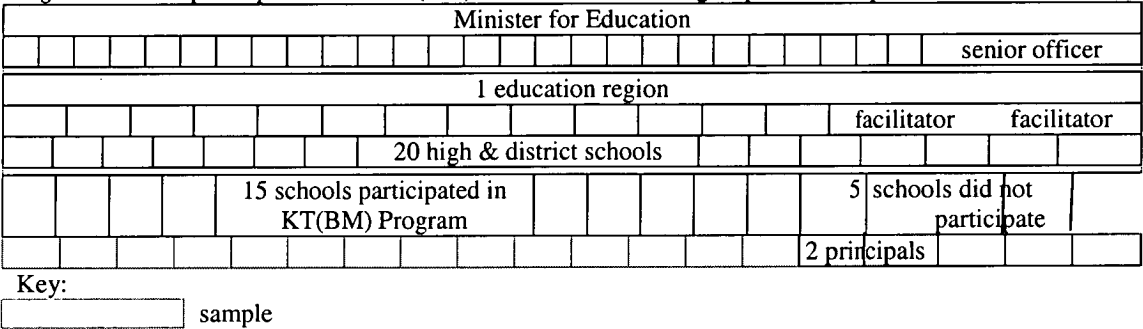 Minister for Education
senior officer
1 education region
facilitator facilitator
20 high & district schools
15 schools participated in
KT(BM) Program
5 schools did not
participate
2 principals
Key:
sample